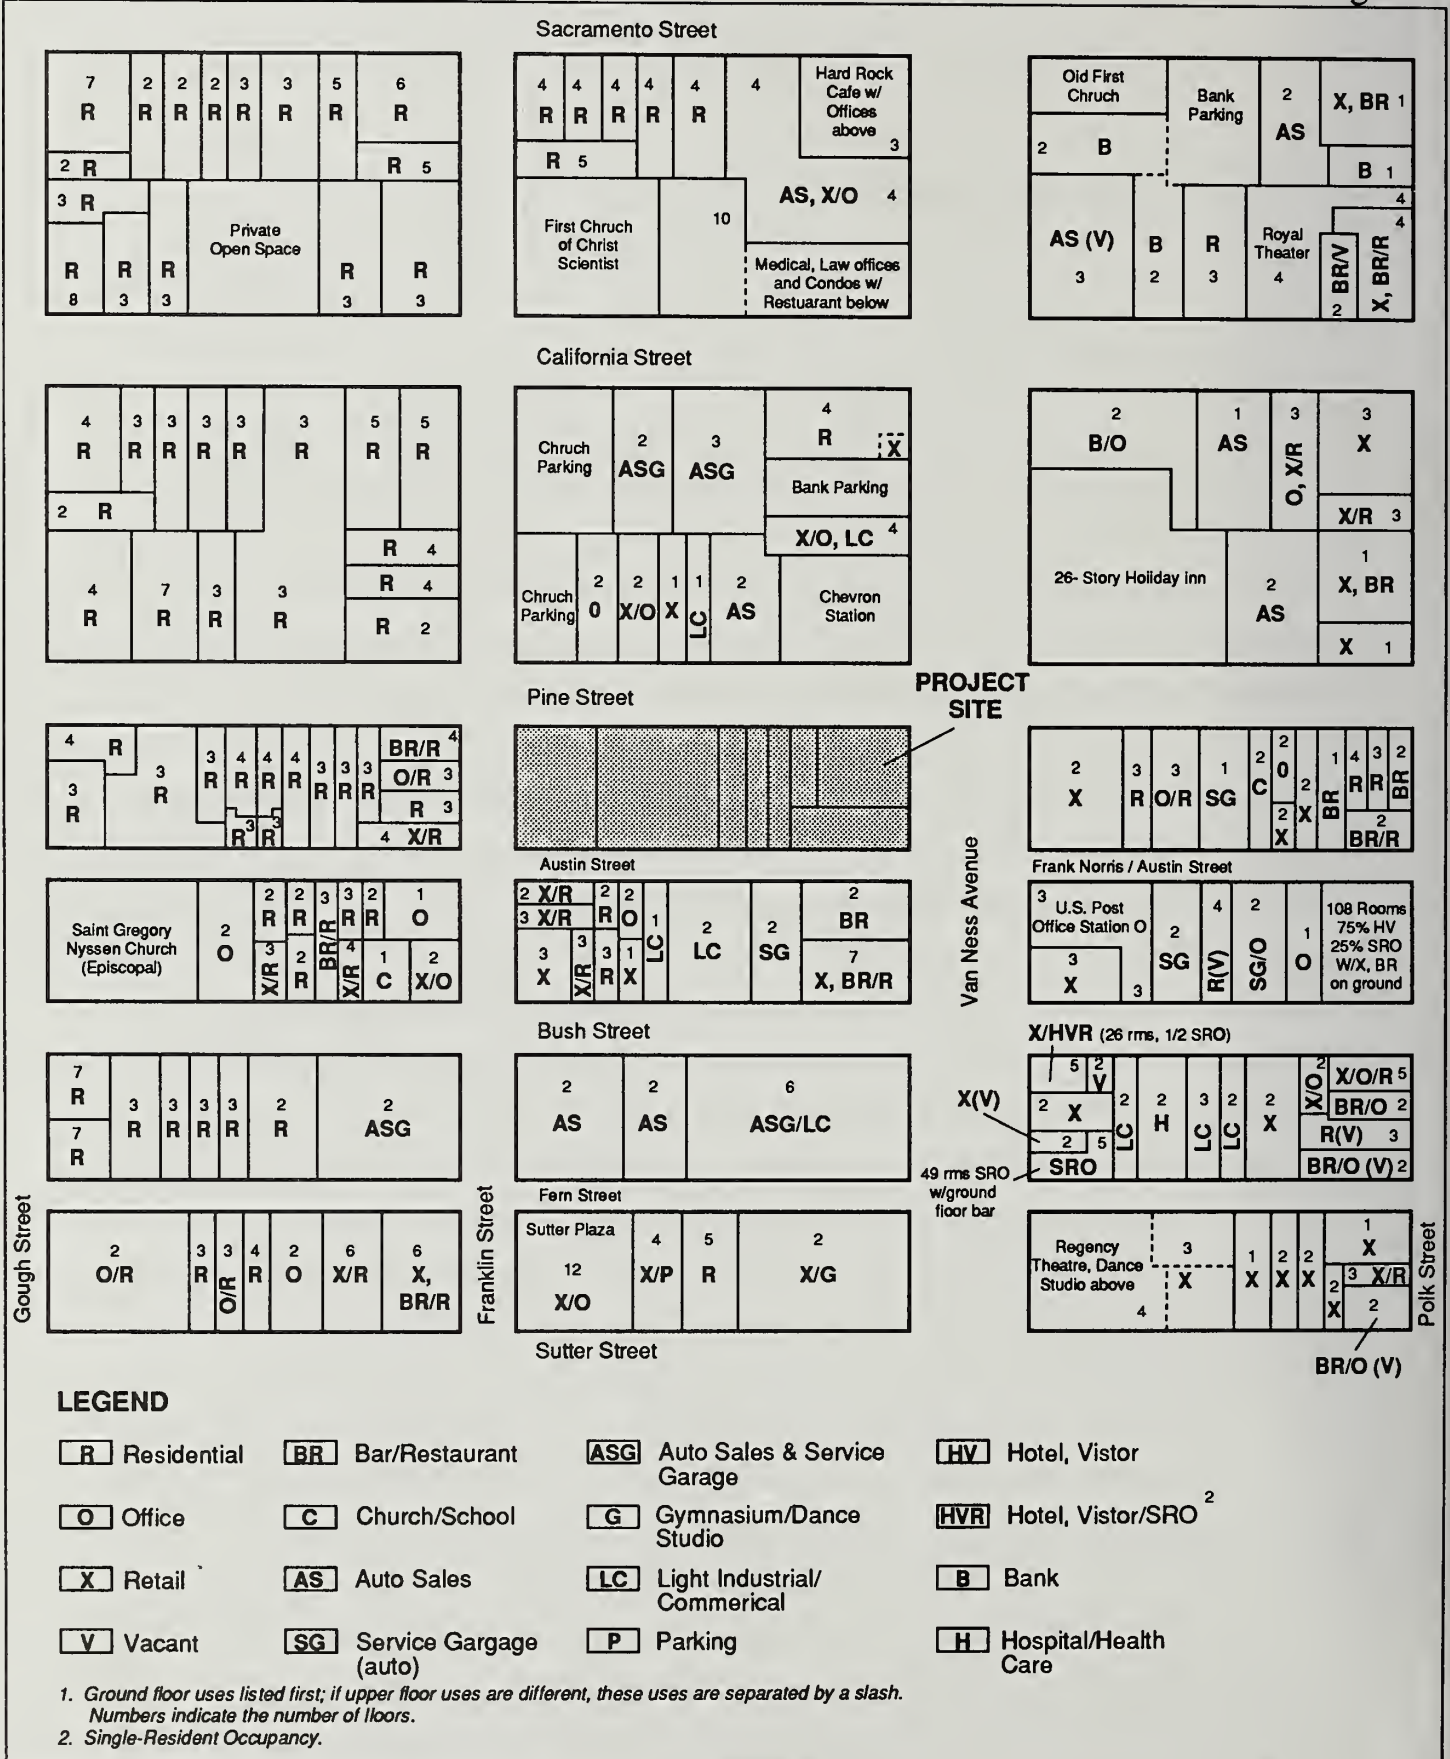 Sacramento Street
7 2 2 2 3 3 5 6
R R R R R R R R
2 R
R 5
3 R
Private
Open Space
R R R R R
8 3 3 3 3
4 4 4 4 4 4
R R R R R
Hard Rock
Cafe w/
Offices
above
3
R 5
AS, X/O 4
First Chruch
of Christ
Scientist
10
Medical, Law offices
and Condos w/
Restuarant below
Old First
Chruch
Bank
Parking
2
AS
X, BR 1
2 B
B 1
4
4
AS (V)
3
B
2
R
3
Royal
Theater
4
BR/V
2
X, BR/R
California Street
4 3 3 3 3 3 5 5
R R R R R R R R
2 R
R 4
R 4
R 2
4 7 3 3
R R R R
Chruch
Parking
2
ASG
3
ASG
4
R
X
Bank Parking
X/O, LC 4
Chruch
Parking
2
0
2
X/O
1
X
1
LC
2
AS
Chevron
Station
2
B/O
1
AS
3
O, X/R
3
X
X/R 3
26- Story Holiday inn
2
AS
1
X, BR
X 1
Pine Street
PROJECT
SITE
4 R
3
R
3
R
3
R
4
R
4
R
4
R
3
R
3
R
3
R
R 3
R 3
BR/R 4
O/R 3
R 3
4 X/R
2
X
3
R
3
O/R
1
SG
2
C
2
0
2
X
2
X
1
BR
4
R
3
R
2
BR
2
BR/R
Austin Street
Van Ness Avenue
Frank Norris / Austin Street
Saint Gregory
Nyssen Church
(Episcopal)
2
O
2
R
3
X/R
2
R
2
R
3
BR/R
3
R
4
X/R
2
R
1
O
1
C
2
X/O
2 X/R
3 X/R
3
X
3
X/R
2
R
3
R
2
O
1
X
1
LC
2
LC
2
SG
2
BR
7
X, BR/R
3
U.S. Post
Office Station O
3
X
3
2
SG
4
R(V)
2
SG/O
1
O
108 Rooms
75% HV
25% SRO
W/X, BR
on ground
Bush Street
X/HVR (26 rms, 1/2 SRO)
7
R
7
R
3
R
3
R
3
R
3
R
2
R
2
ASG
2
AS
2
AS
6
ASG/LC
X(V)
49 rms SRO
w/ground
floor bar
5
2
V
2 X
2 5
SRO
2
LC
2
H
3
LC
2
LC
2
X
2
X/O
X/O/R 5
BR/O 2
R(V) 3
BR/O (V) 2
Fern Street
Gough Street
Franklin Street
Polk Street
2
O/R
3
R
3
O/R
4
R
2
O
6
X/R
6
X,
BR/R
Sutter Plaza
12
X/O
4
X/P
5
R
2
X/G
Regency
Theatre, Dance
Studio above
4
3
X
1
X
2
X
2
X
2
X
1
X
3 X/R
2
BR/O (V)
Sutter Street
LEGEND
R Residential
BR Bar/Restaurant
ASG Auto Sales & Service
Garage
HV Hotel, Vistor
O Office
C Church/School
G Gymnasium/Dance
Studio
HVR Hotel, Vistor/SRO 2
X Retail
AS Auto Sales
LC Light Industrial/
Commerical
B Bank
V Vacant
SG Service Gargage
(auto)
P Parking
H Hospital/Health
Care
1. Ground floor uses listed first; if upper floor uses are different, these uses are separated by a slash.
Numbers indicate the number of floors.
2. Single-Resident Occupancy.